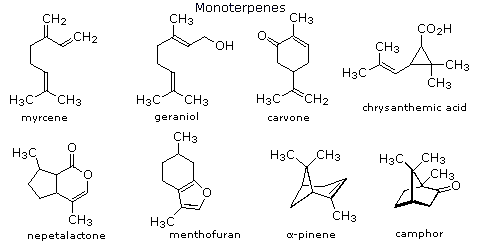 Monoterpenes
CH₂
CH₂
H₃C CH₃
myrcene
CH₃
OH
H₃C CH₃
geraniol
CH₃
O
H₃C CH₂
carvone
CO₂H
CH₃
H₃C
CH₃
CH₃
chrysanthemic acid
H₃C O
O
CH₃
nepetalactone
CH₃
O
H₃C
menthofuran
H₃C CH₃
CH₃
α-pinene
H₃C CH₃
CH₃
O
camphor